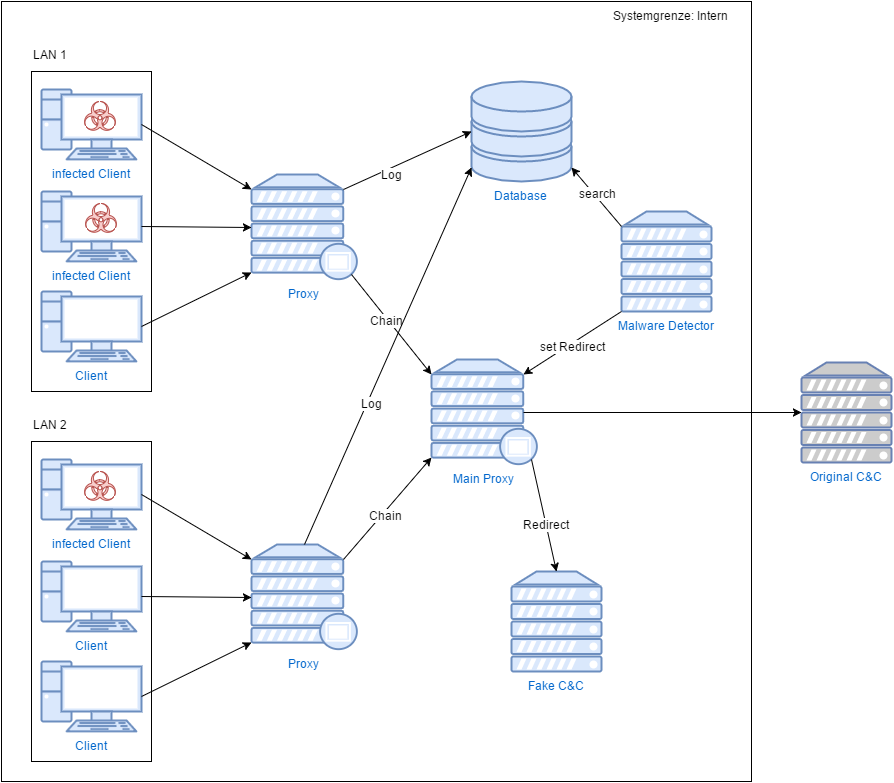 Systemgrenze: Intern
LAN 1
infected Client
infected Client
Client
Proxy
Log
Database
search
Malware Detector
Chain
set Redirect
Main Proxy
Original C&C
LAN 2
infected Client
Client
Client
Proxy
Log
Chain
Redirect
Fake C&C